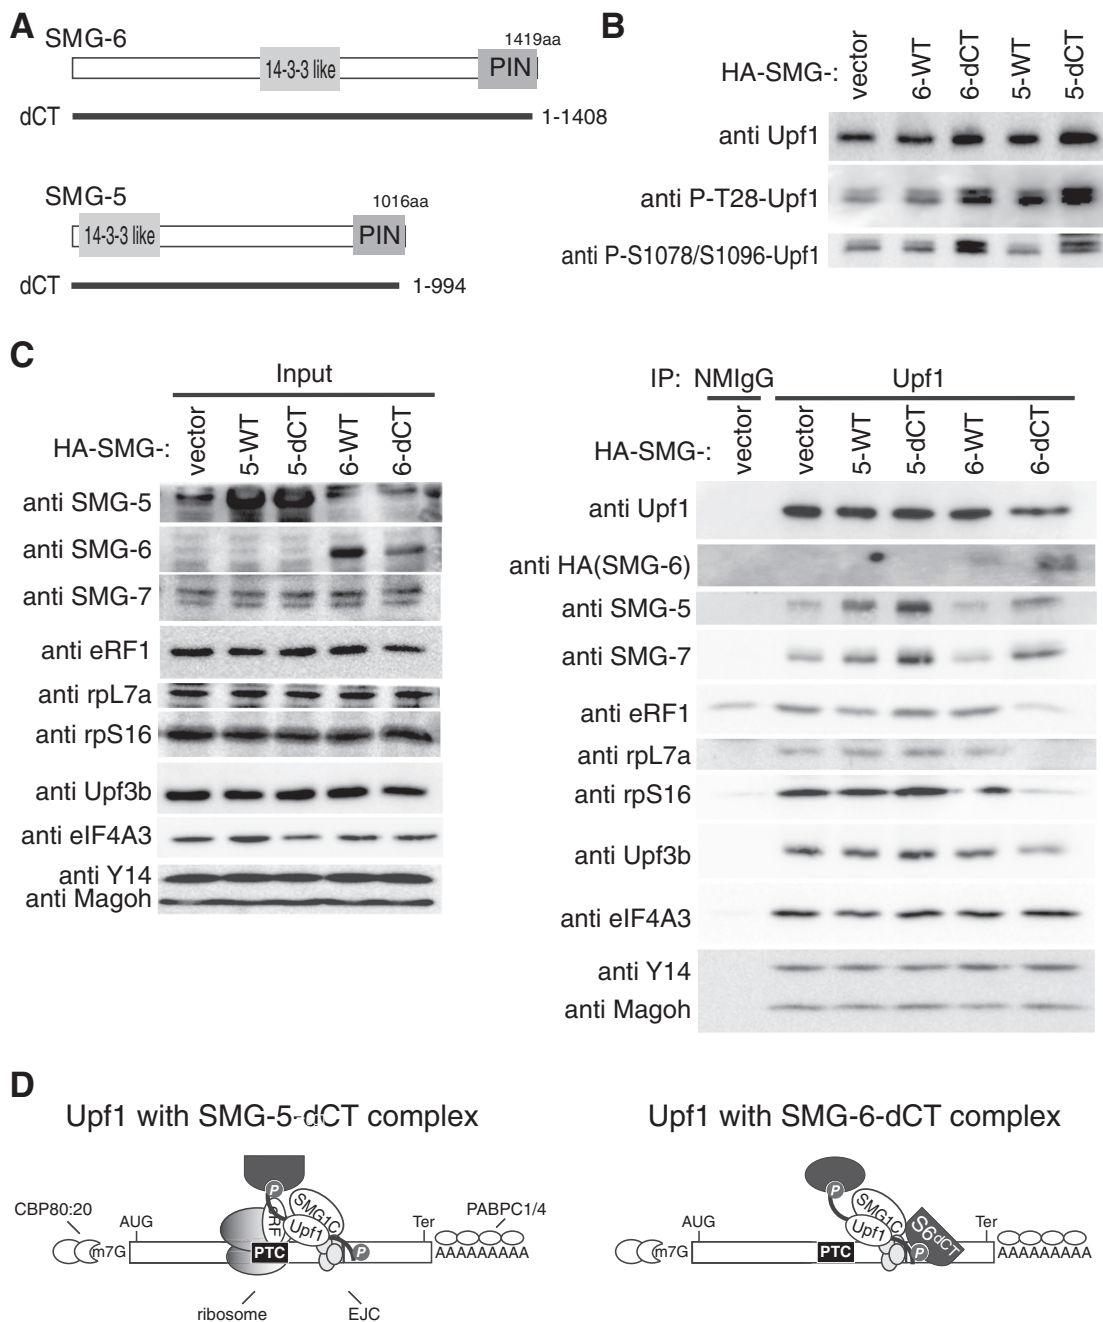 A
SMG-6
1419aa
14-3-3 like
PIN
dCT
1-1408
SMG-5
1016aa
14-3-3 like
PIN
dCT
1-994
B
HA-SMG-:
vector
6-WT
6-dCT
5-WT
5-dCT
anti Upf1
anti P-T28-Upf1
anti P-S1078/S1096-Upf1
C
Input
HA-SMG-:
vector
5-WT
5-dCT
6-WT
6-dCT
anti SMG-5
anti SMG-6
anti SMG-7
anti eRF1
anti rpL7a
anti rpS16
anti Upf3b
anti eIF4A3
anti Y14
anti Magoh
IP: NMIgG Upf1
HA-SMG-:
vector
vector
5-WT
5-dCT
6-WT
6-dCT
anti Upf1
anti HA(SMG-6)
anti SMG-5
anti SMG-7
anti eRF1
anti rpL7a
anti rpS16
anti Upf3b
anti eIF4A3
anti Y14
anti Magoh
D
Upf1 with SMG-5-dCT complex
CBP80:20
AUG
m7G
P
eRF
SMG1C
Upf1
PTC
P
Ter
PABPC1/4
AAAAAAAAA
ribosome
EJC
Upf1 with SMG-6-dCT complex
AUG
m7G
P
SMG1C
Upf1
PTC
P
S6dCT
Ter
AAAAAAAAA